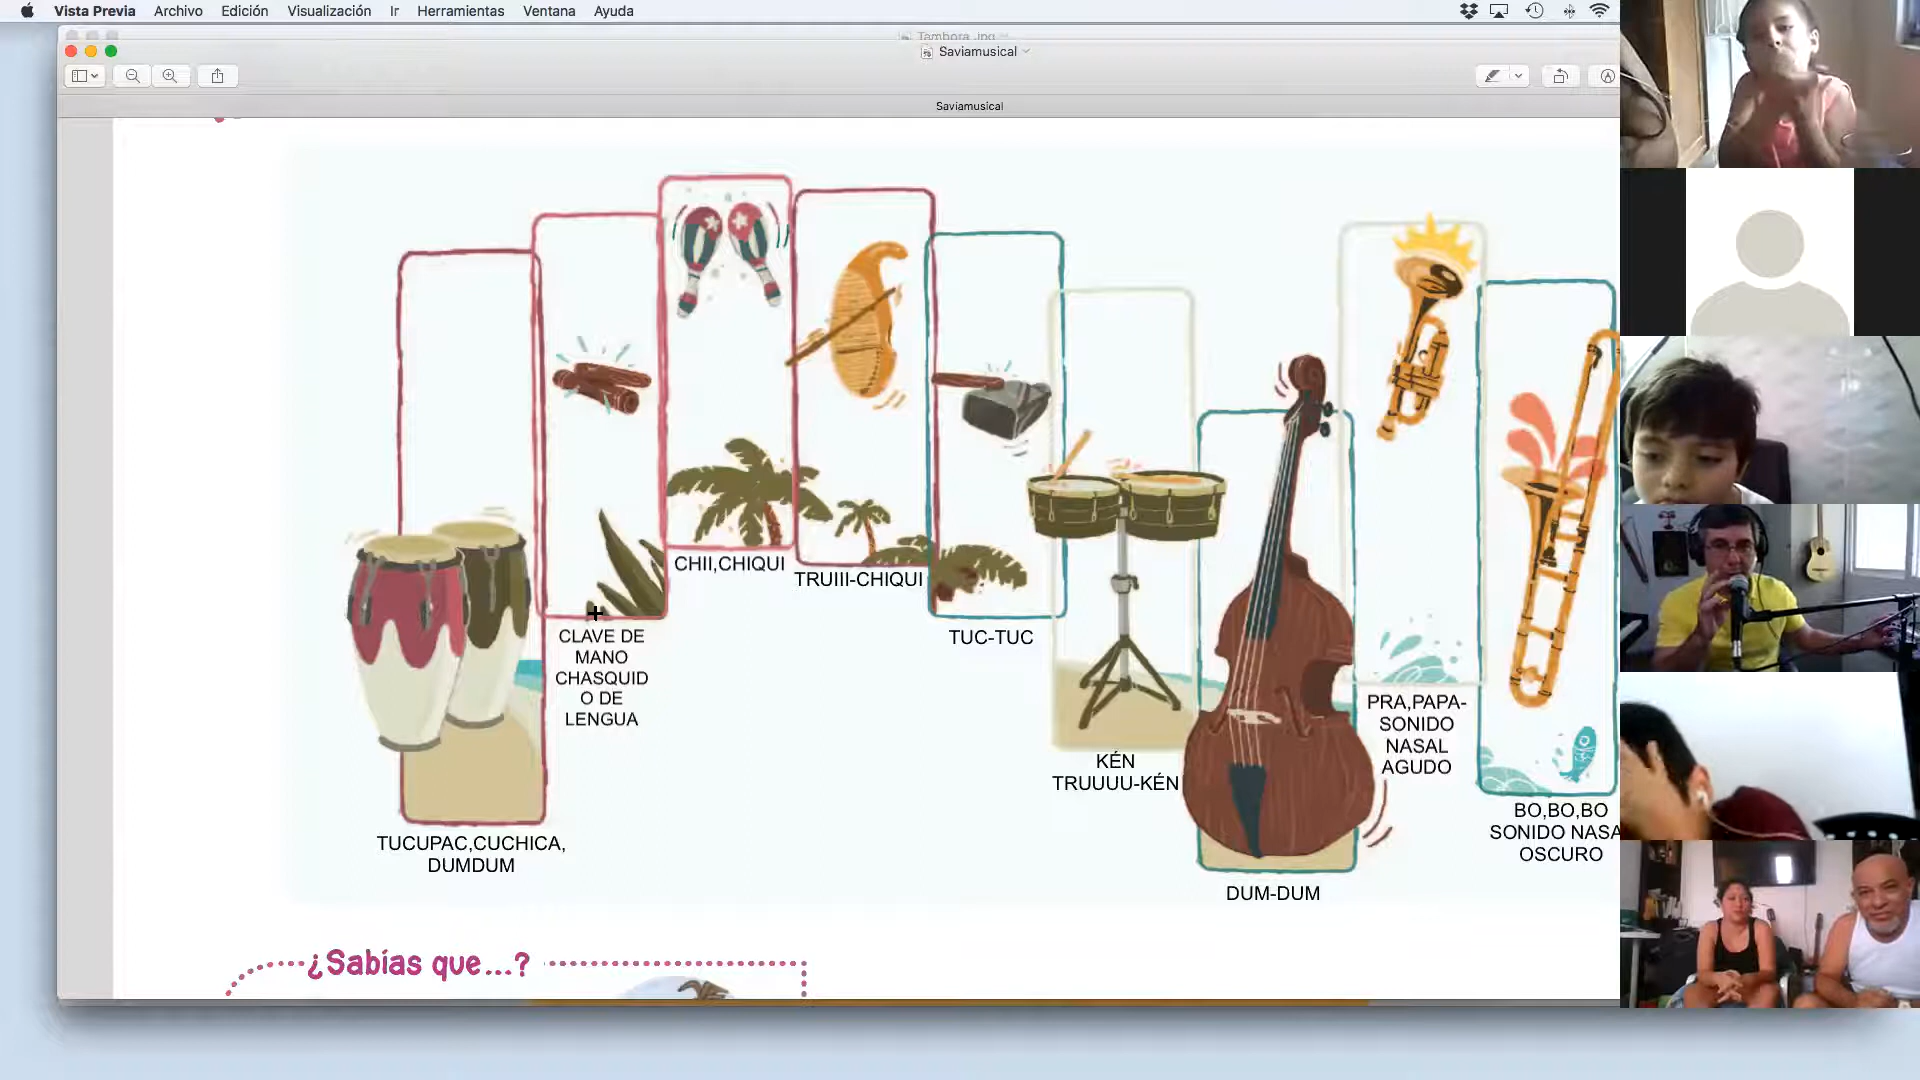 Vista Previa Archivo Edición Visualización Ir Herramientas Ventana Ayuda
Tambora.jpg
Saviamusical
Saviamusical
CHII,CHIQUI
TRUIII-CHIQUI
CLAVE DE
MANO
CHASQUID
O DE
LENGUA
TUC-TUC
PRA,PAPA-
SONIDO
NASAL
AGUDO
KÉN
TRUUUU-KÉN
BO,BO,BO
SONIDO NASA
OSCURO
TUCUPAC,CUCHICA,
DUMDUM
DUM-DUM
¿Sabías que...?